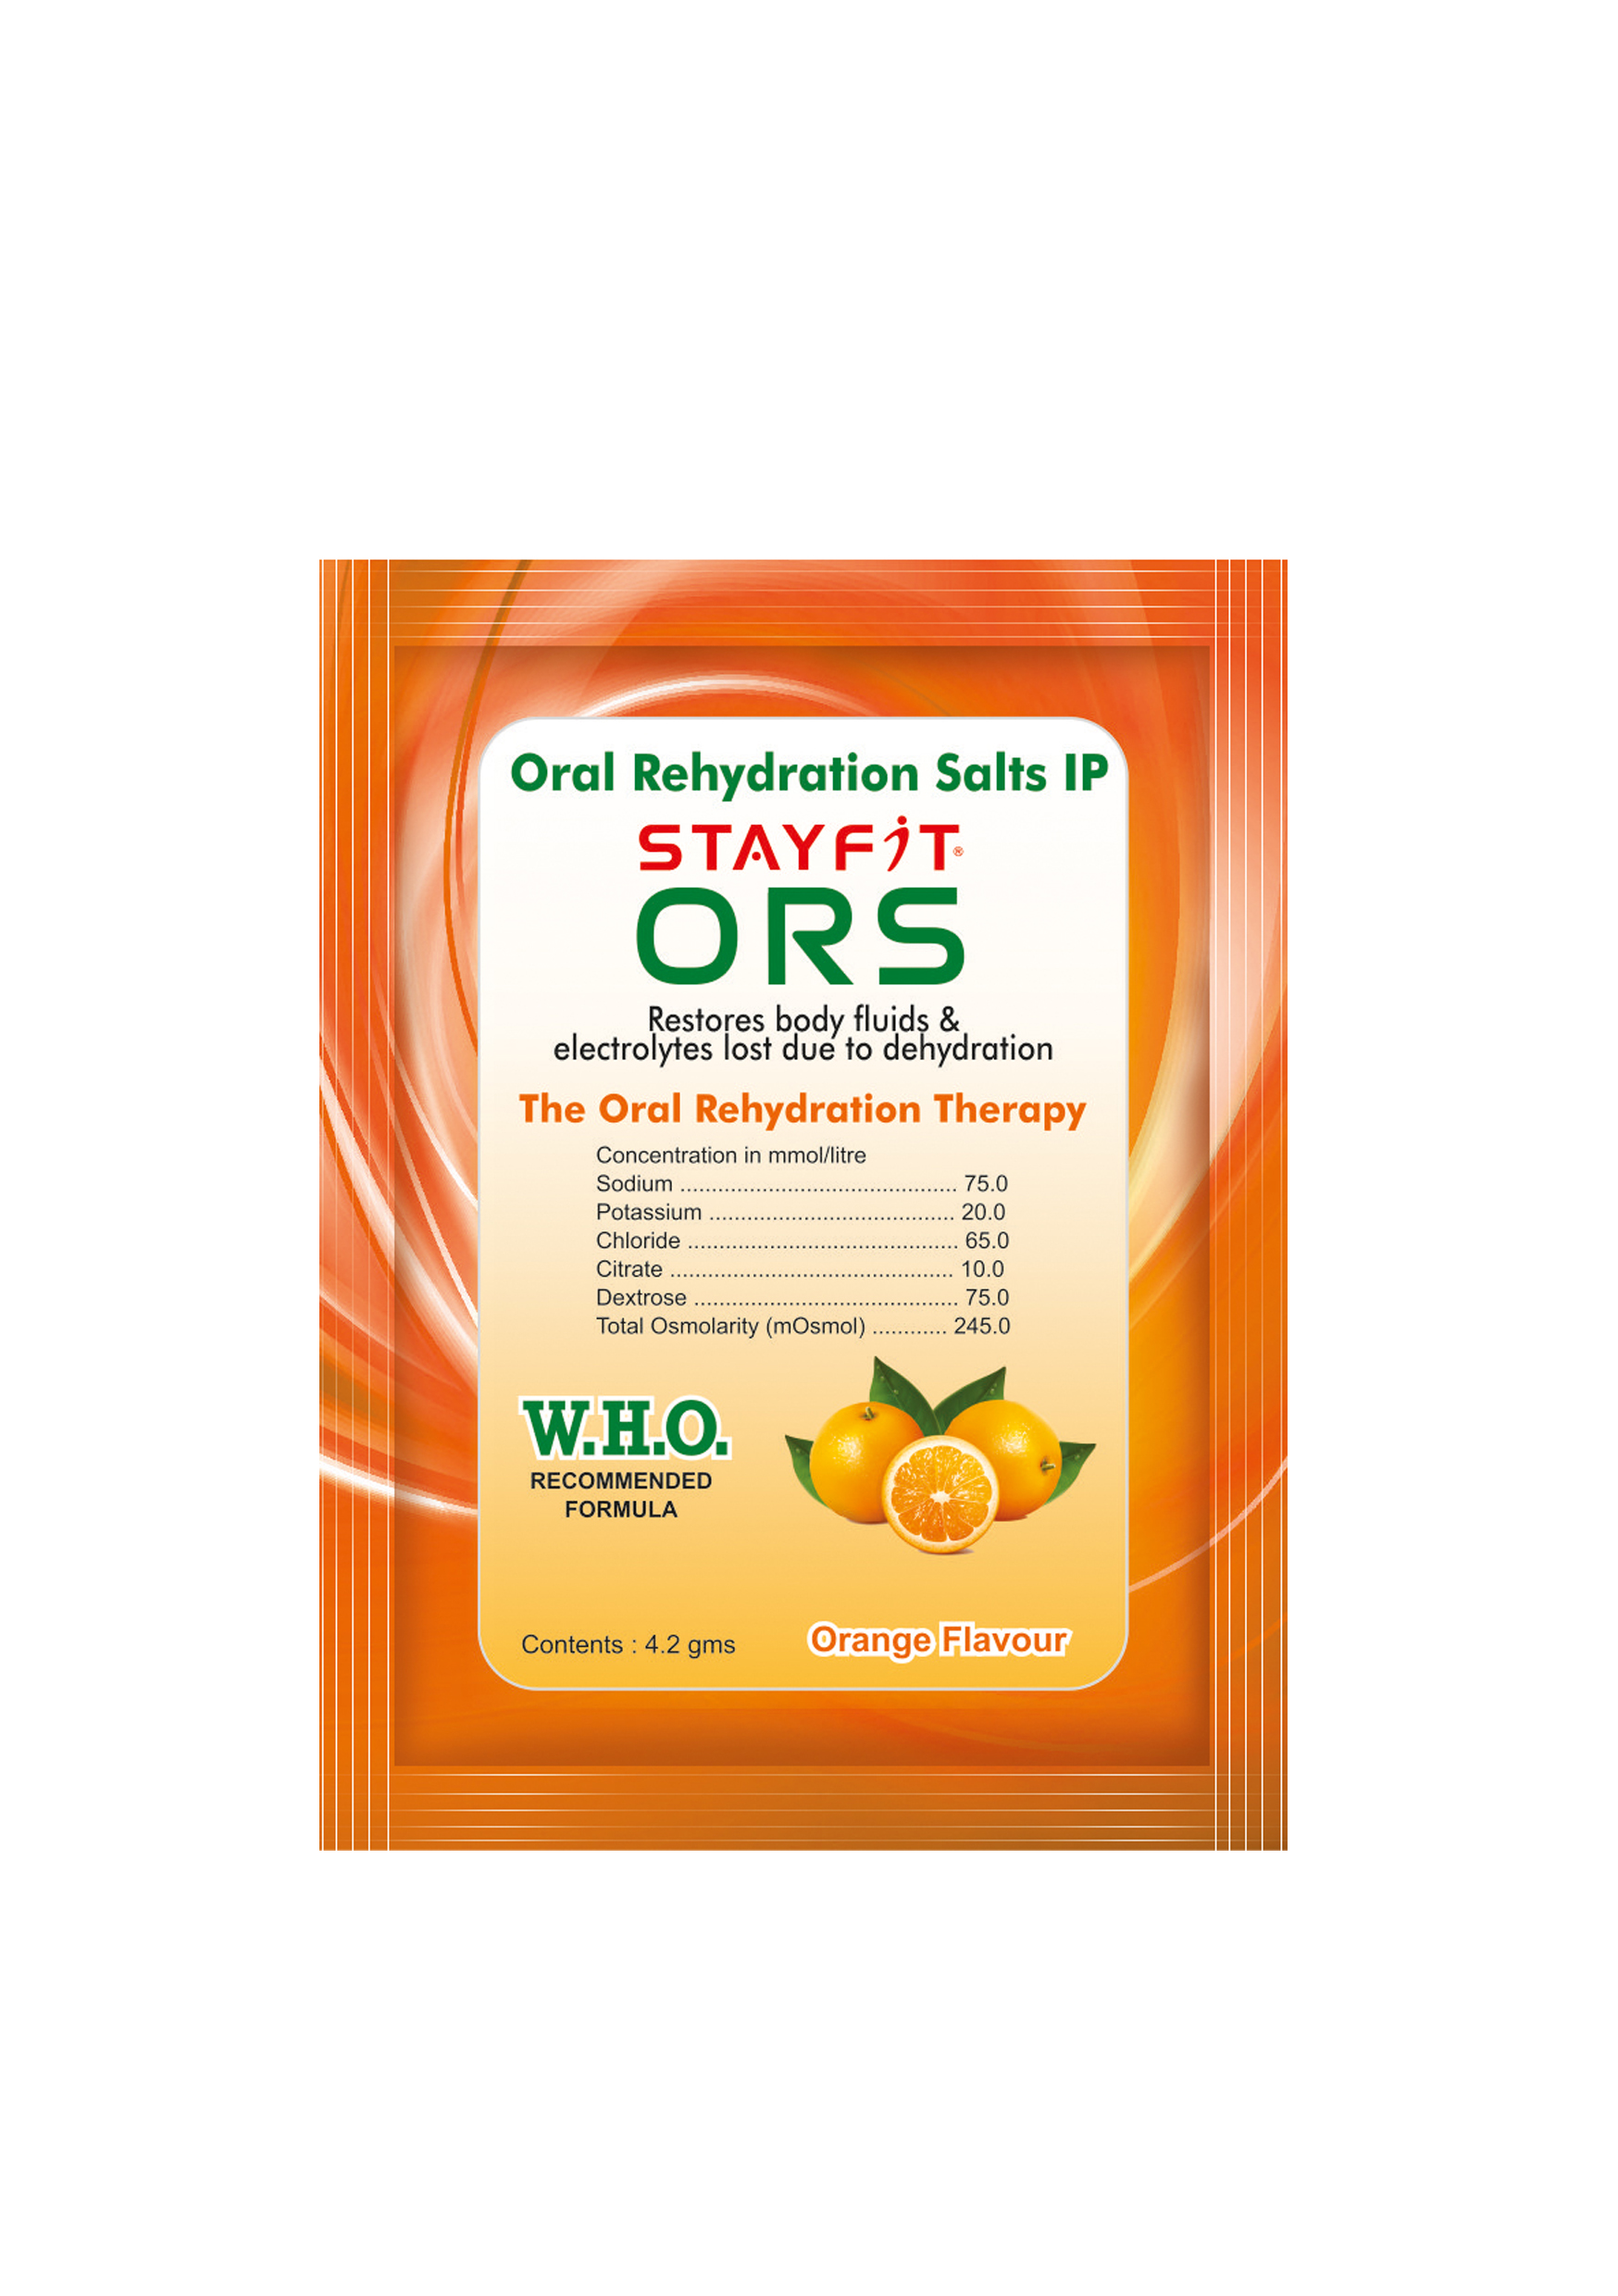 Oral Rehydration Salts IP
STAYFiT®
ORS
Restores body fluids &
electrolytes lost due to dehydration
The Oral Rehydration Therapy
Concentration in mmol/litre
Sodium ............................................ 75.0
Potassium ....................................... 20.0
Chloride ........................................... 65.0
Citrate ............................................. 10.0
Dextrose .......................................... 75.0
Total Osmolarity (mOsmol) ............ 245.0
W.H.O.
RECOMMENDED
FORMULA
Contents : 4.2 gms
Orange Flavour